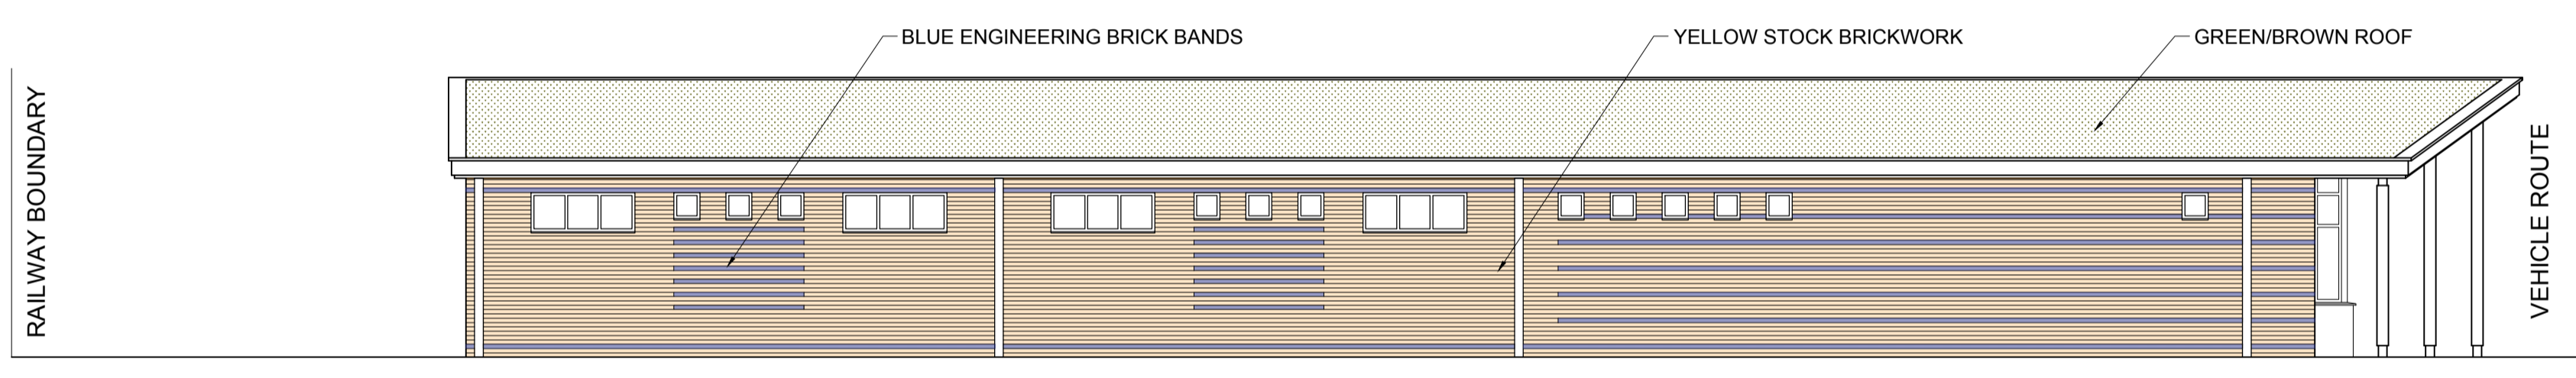 BLUE ENGINEERING BRICK BANDS
YELLOW STOCK BRICKWORK
GREEN/BROWN ROOF
RAILWAY BOUNDARY
VEHICLE ROUTE